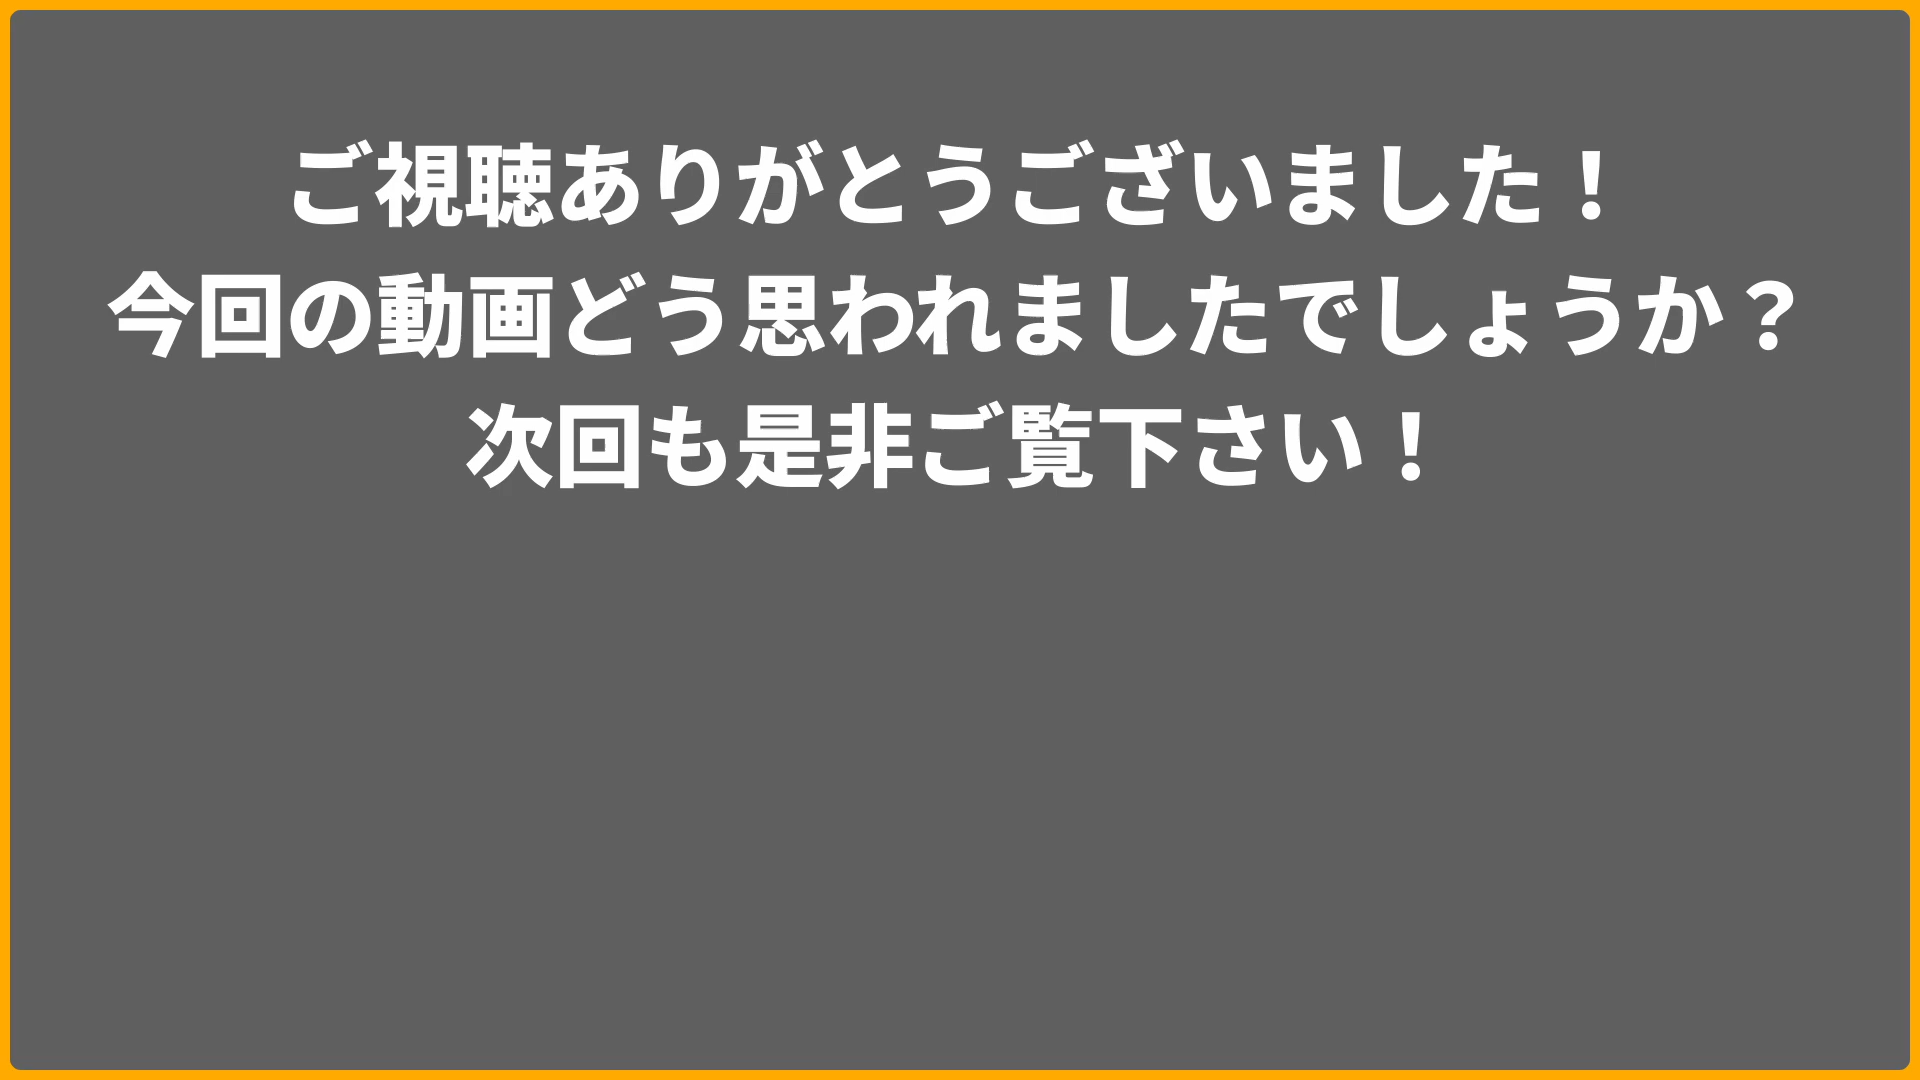 ご視聴ありがとうございました！
今回の動画どう思われましたでしょうか？
次回も是非ご覧下さい！